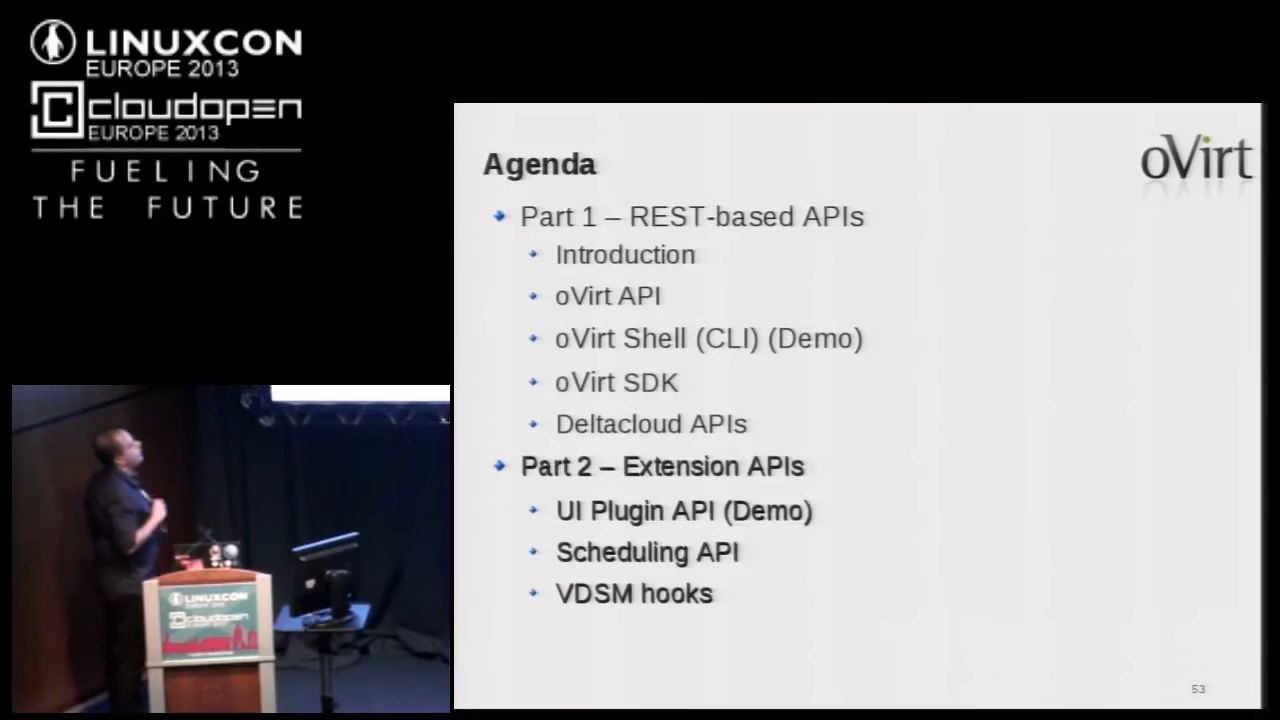 LINUXCON
EUROPE 2013
cloudopen
EUROPE 2013
FUELING
THE FUTURE
oVirt
Agenda
Part 1 – REST-based APIs
Introduction
oVirt API
oVirt Shell (CLI) (Demo)
oVirt SDK
Deltacloud APIs
Part 2 – Extension APIs
UI Plugin API (Demo)
Scheduling API
VDSM hooks
53
LINUXCON
cloudopen